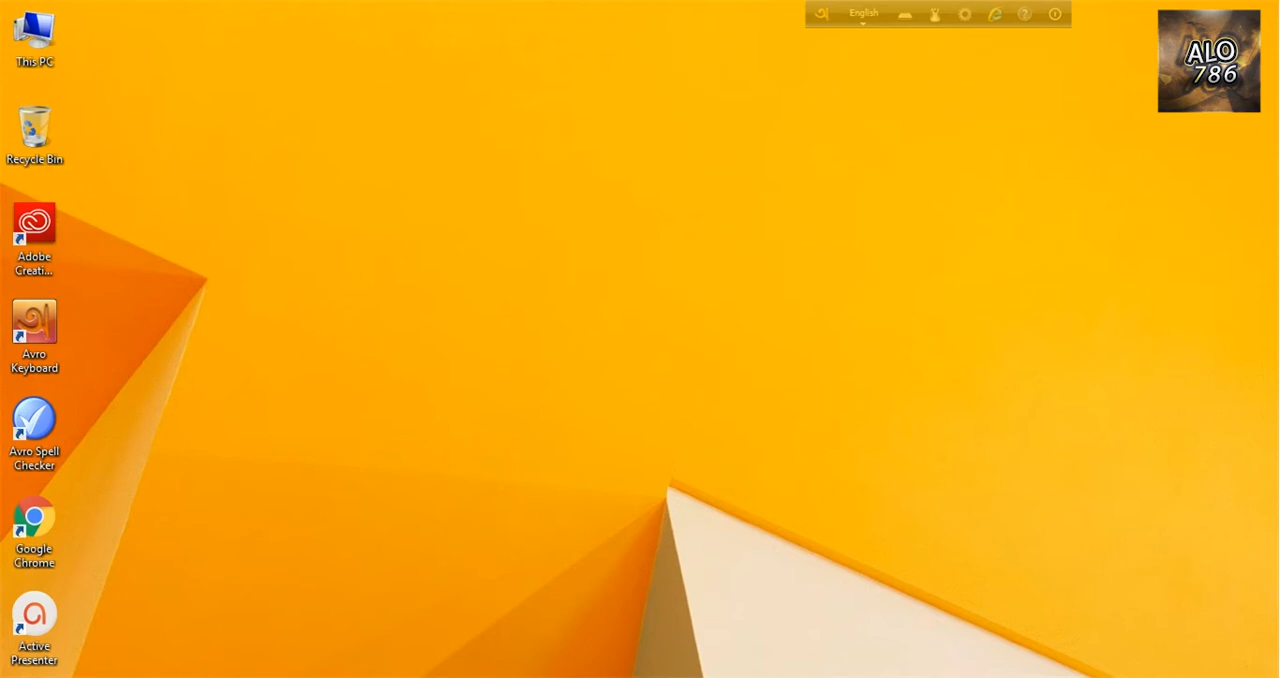 This PC
Recycle Bin
Adobe
Creati...
Avro
Keyboard
Avro Spell
Checker
Google
Chrome
Active
Presenter
English
ALO
786